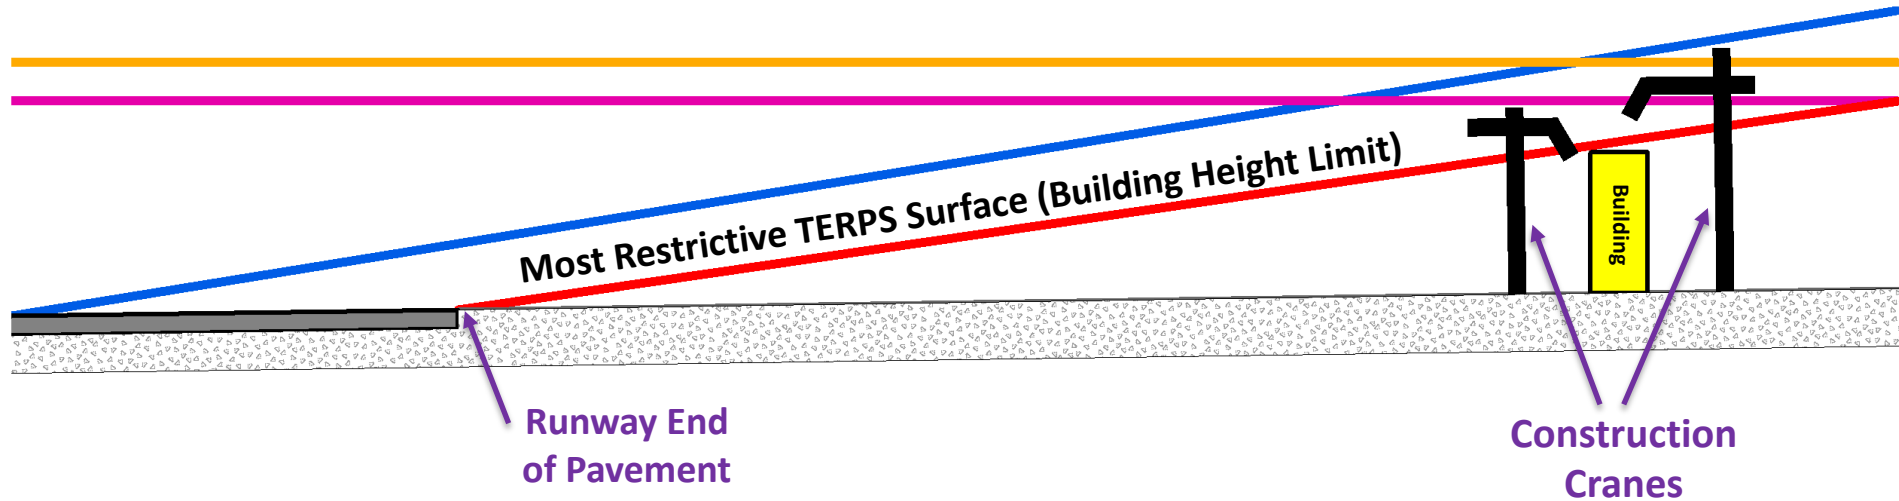 Most Restrictive TERPS Surface (Building Height Limit)
Building
Runway End
of Pavement
Construction
Cranes